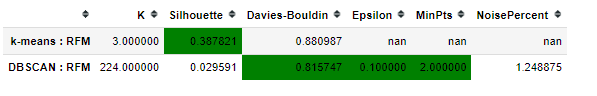 K Silhouette Davies-Bouldin Epsilon MinPts NoisePercent
k-means : RFM 3.000000 0.387821 0.880987 nan nan nan
DBSCAN : RFM 224.000000 0.029591 0.815747 0.100000 2.000000 1.248875